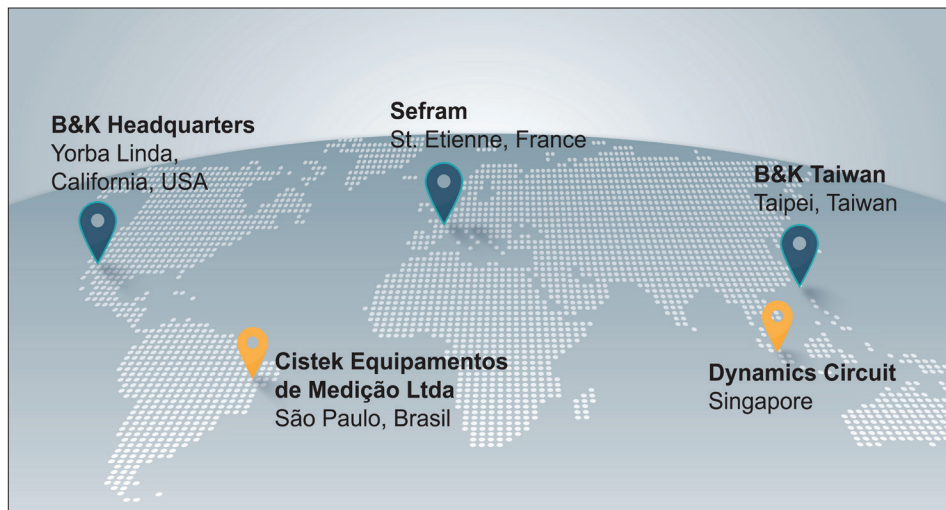 B&K Headquarters
Yorba Linda,
California, USA
Sefram
St. Etienne, France
B&K Taiwan
Taipei, Taiwan
Cistek Equipamentos
de Medição Ltda
São Paulo, Brasil
Dynamics Circuit
Singapore